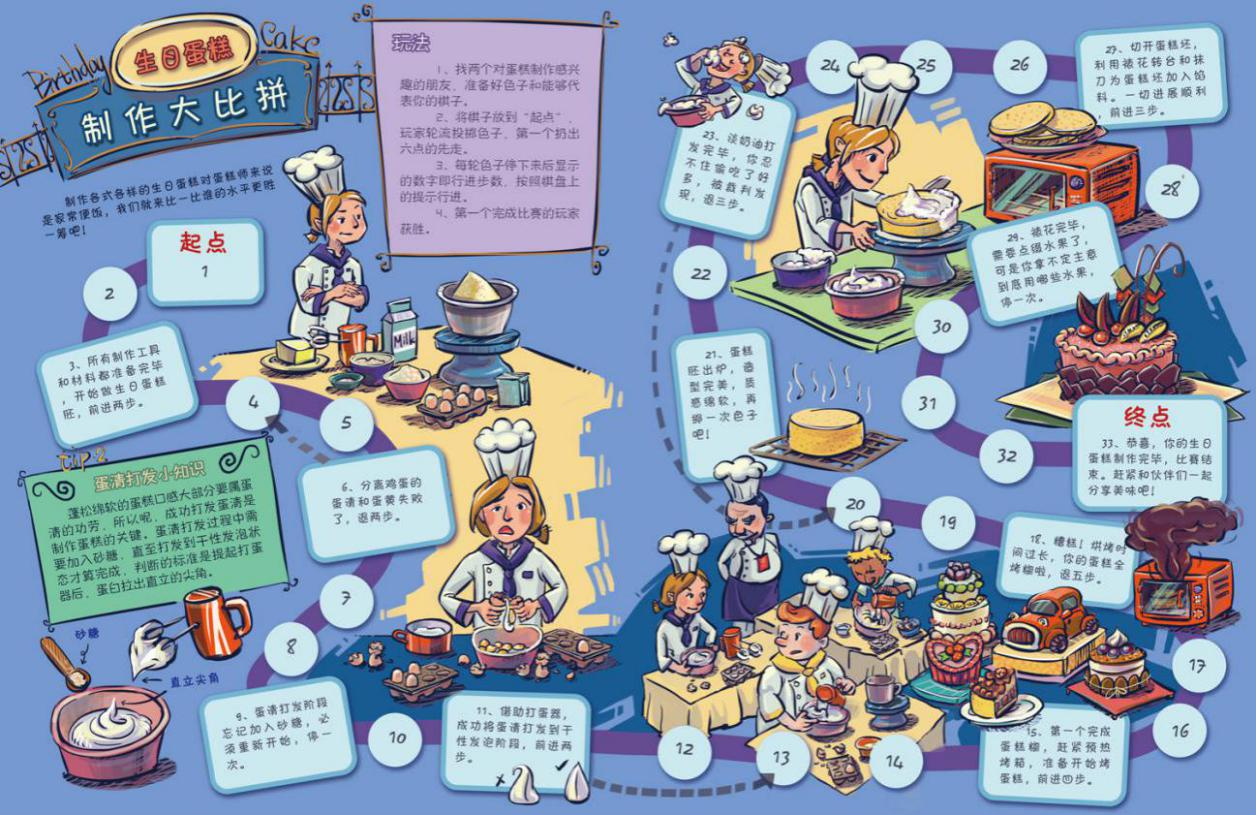 Birthday
生日蛋糕
Cake
制作大比拼
制作各式各样的生日蛋糕对蛋糕师来说
是家常便饭，我们就来比一比谁的水平更胜
一筹吧！
玩法
1、找两个对蛋糕制作感兴
趣的朋友，准备好色子和能够代
表你的棋子。
2、将棋子放到“起点”，
玩家轮流投掷色子，第一个扔出
六点的先走。
3、每轮色子停下来后显示
的数字即行进步数，按照棋盘上
的提示行进。
4、第一个完成比赛的玩家
获胜。
起点
1
2
3、所有制作工具
和材料都准备完毕
，开始做生日蛋糕
胚，前进两步。
4
5
Milk
6、分离鸡蛋的
蛋清和蛋黄失败
了，退两步。
Tip 2
蛋清打发小知识
蓬松绵软的蛋糕口感大部分要属蛋
清的功劳，所以呢，成功打发蛋清是
制作蛋糕的关键。蛋清打发过程中需
要加入砂糖，直至打发到干性发泡状
态才算完成，判断的标准是提起打蛋
器后，蛋白拉出直立的尖角。
砂糖
直立尖角
7
8
9、蛋清打发阶段
忘记加入砂糖，必
须重新开始，停一
次。
10
11、借助打蛋器，
成功将蛋清打发到干
性发泡阶段，前进两
步。
12
13
14
15、第一个完成
蛋糕糊，赶紧预热
烤箱，准备开始烤
蛋糕，前进四步。
16
17
18、糟糕！烘烤时
间过长，你的蛋糕全
烤糊啦，退五步。
19
20
21、蛋糕
胚出炉，造
型完美，质
感绵软，再
掷一次色子
吧！
22
23、淡奶油打
发完毕，你忍
不住偷吃了好
多，被裁判发
现，退三步。
24
25
26
27、切开蛋糕坯，
利用裱花转台和抹
刀为蛋糕坯加入馅
料。一切进展顺利
，前进三步。
28
29、裱花完毕，
需要点缀水果了，
可是你拿不定主意
到底用哪些水果，
停一次。
30
31
32
终点
33、恭喜，你的生日
蛋糕制作完毕，比赛结
束。赶紧和伙伴们一起
分享美味吧！